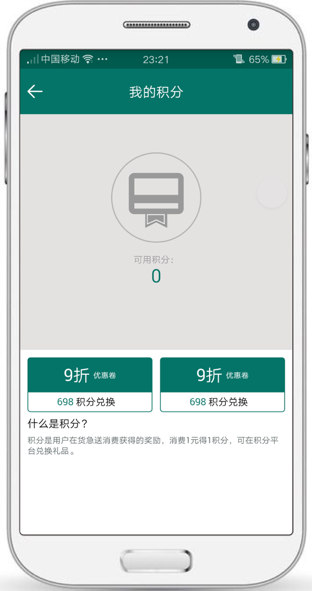 中国移动 ··· 23:21 65%
我的积分
可用积分:
0
9折 优惠卷 9折 优惠卷
698 积分兑换 698 积分兑换
什么是积分？
积分是用户在货急送消费获得的奖励，消费1元得1积分，可在积分平
台兑换礼品。